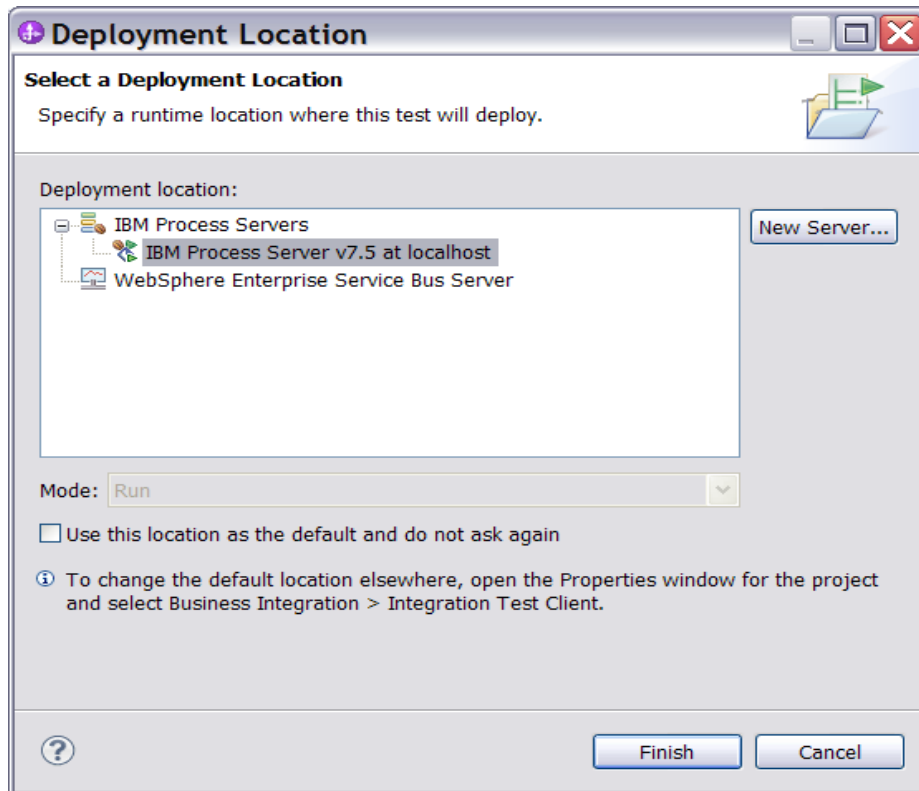 Deployment Location
Select a Deployment Location
Specify a runtime location where this test will deploy.
Deployment location:
IBM Process Servers
New Server...
IBM Process Server v7.5 at localhost
WebSphere Enterprise Service Bus Server
Mode: Run
Use this location as the default and do not ask again
To change the default location elsewhere, open the Properties window for the project
and select Business Integration > Integration Test Client.
? Finish Cancel